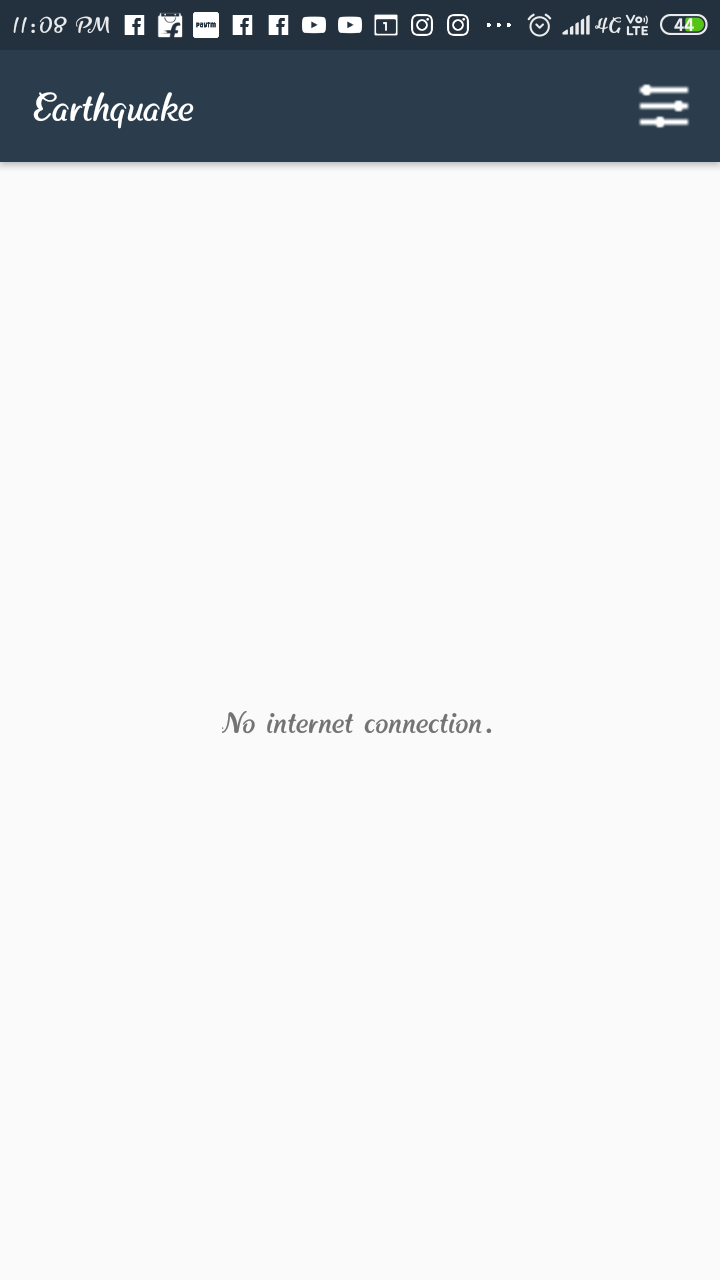 11:08 PM Paytm 1 4G Vo)) LTE 44
Earthquake
No internet connection.